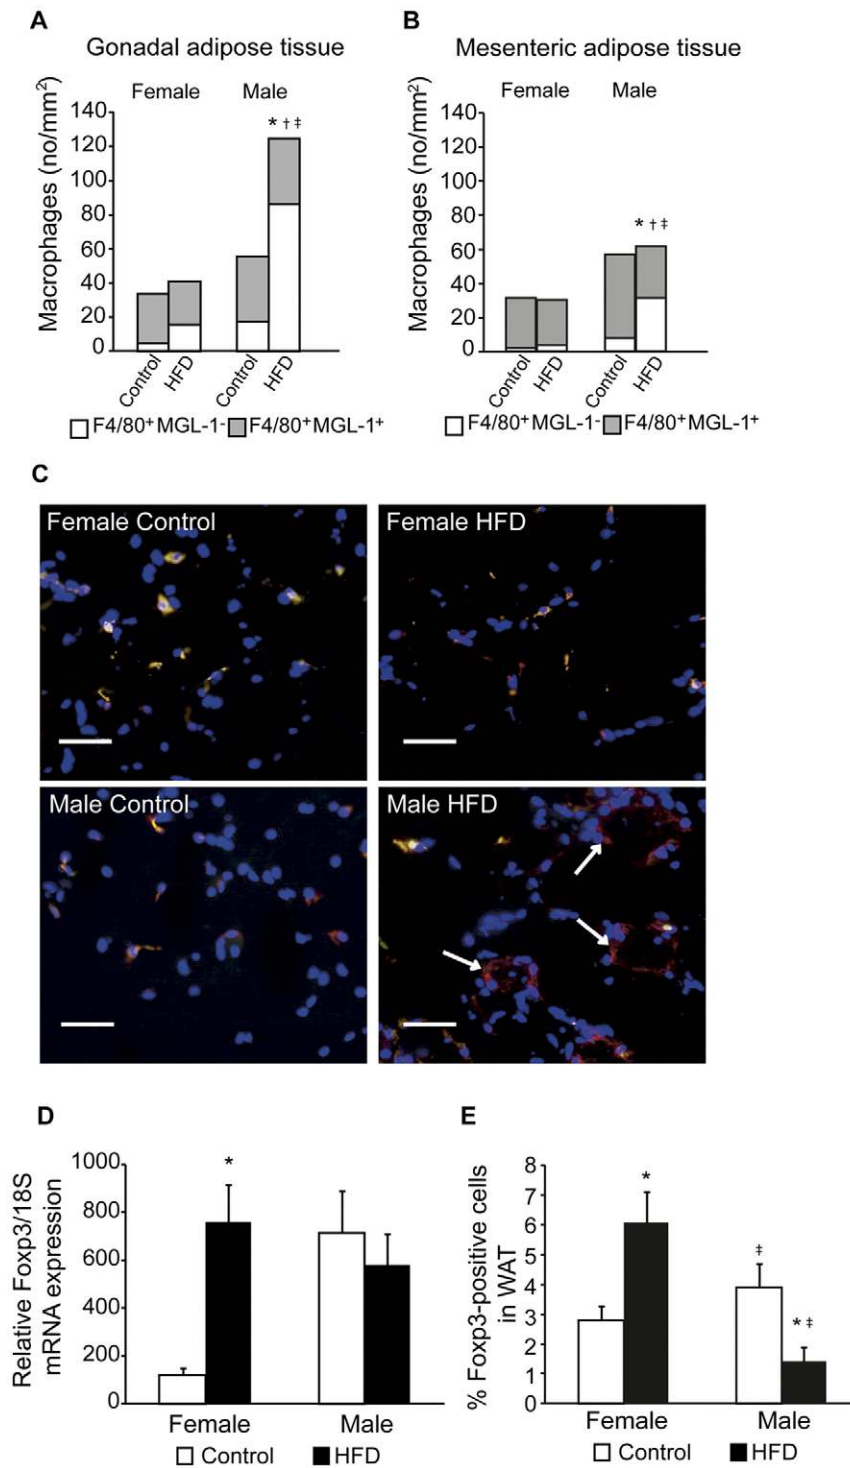 A
Gonadal adipose tissue
Female Male
Macrophages (no/mm²)
140
120
100
80
60
40
20
0
* † ‡
Control
HFD
Control
HFD
F4/80⁺MGL-1⁻ F4/80⁺MGL-1⁺
B
Mesenteric adipose tissue
Female Male
Macrophages (no/mm²)
140
120
100
80
60
40
20
0
* † ‡
Control
HFD
Control
HFD
F4/80⁺MGL-1⁻ F4/80⁺MGL-1⁺
C
Female Control
Female HFD
Male Control
Male HFD
D
Relative Foxp3/18S
mRNA expression
1000
800
600
400
200
0
*
Female Male
Control HFD
E
% Foxp3-positive cells
in WAT
8
7
6
5
4
3
2
1
0
*
‡
* ‡
Female Male
Control HFD